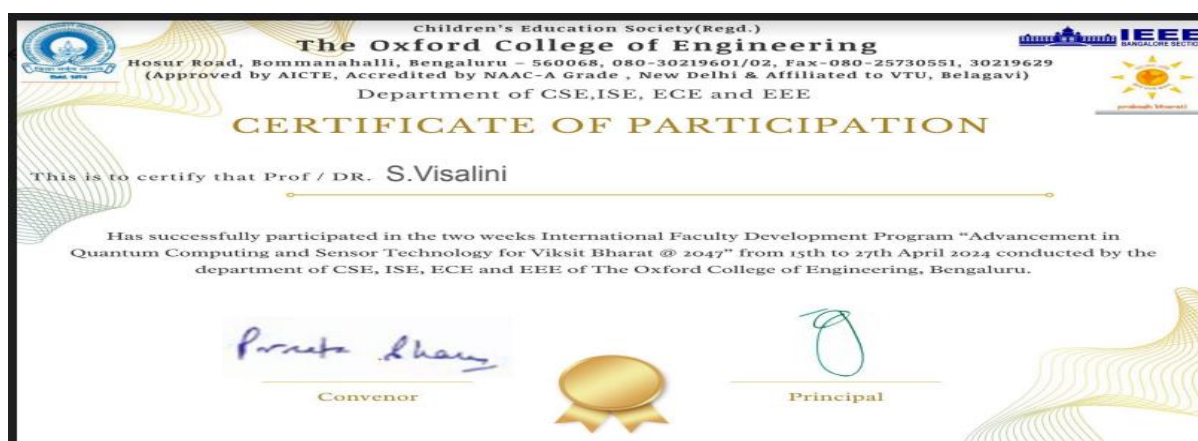 Children's Education Society(Regd.)
The Oxford College of Engineering
Hosur Road, Bommanahalli, Bengaluru – 560068, 080-30219601/02, Fax-080-25730551, 30219629
(Approved by AICTE, Accredited by NAAC-A Grade , New Delhi & Affiliated to VTU, Belagavi)
Department of CSE,ISE, ECE and EEE
IEEE
BANGALORE SECTION
prakash bharati
CERTIFICATE OF PARTICIPATION
This is to certify that Prof / DR. S.Visalini
Has successfully participated in the two weeks International Faculty Development Program “Advancement in
Quantum Computing and Sensor Technology for Viksit Bharat @ 2047” from 15th to 27th April 2024 conducted by the
department of CSE, ISE, ECE and EEE of The Oxford College of Engineering, Bengaluru.
Convenor
Principal